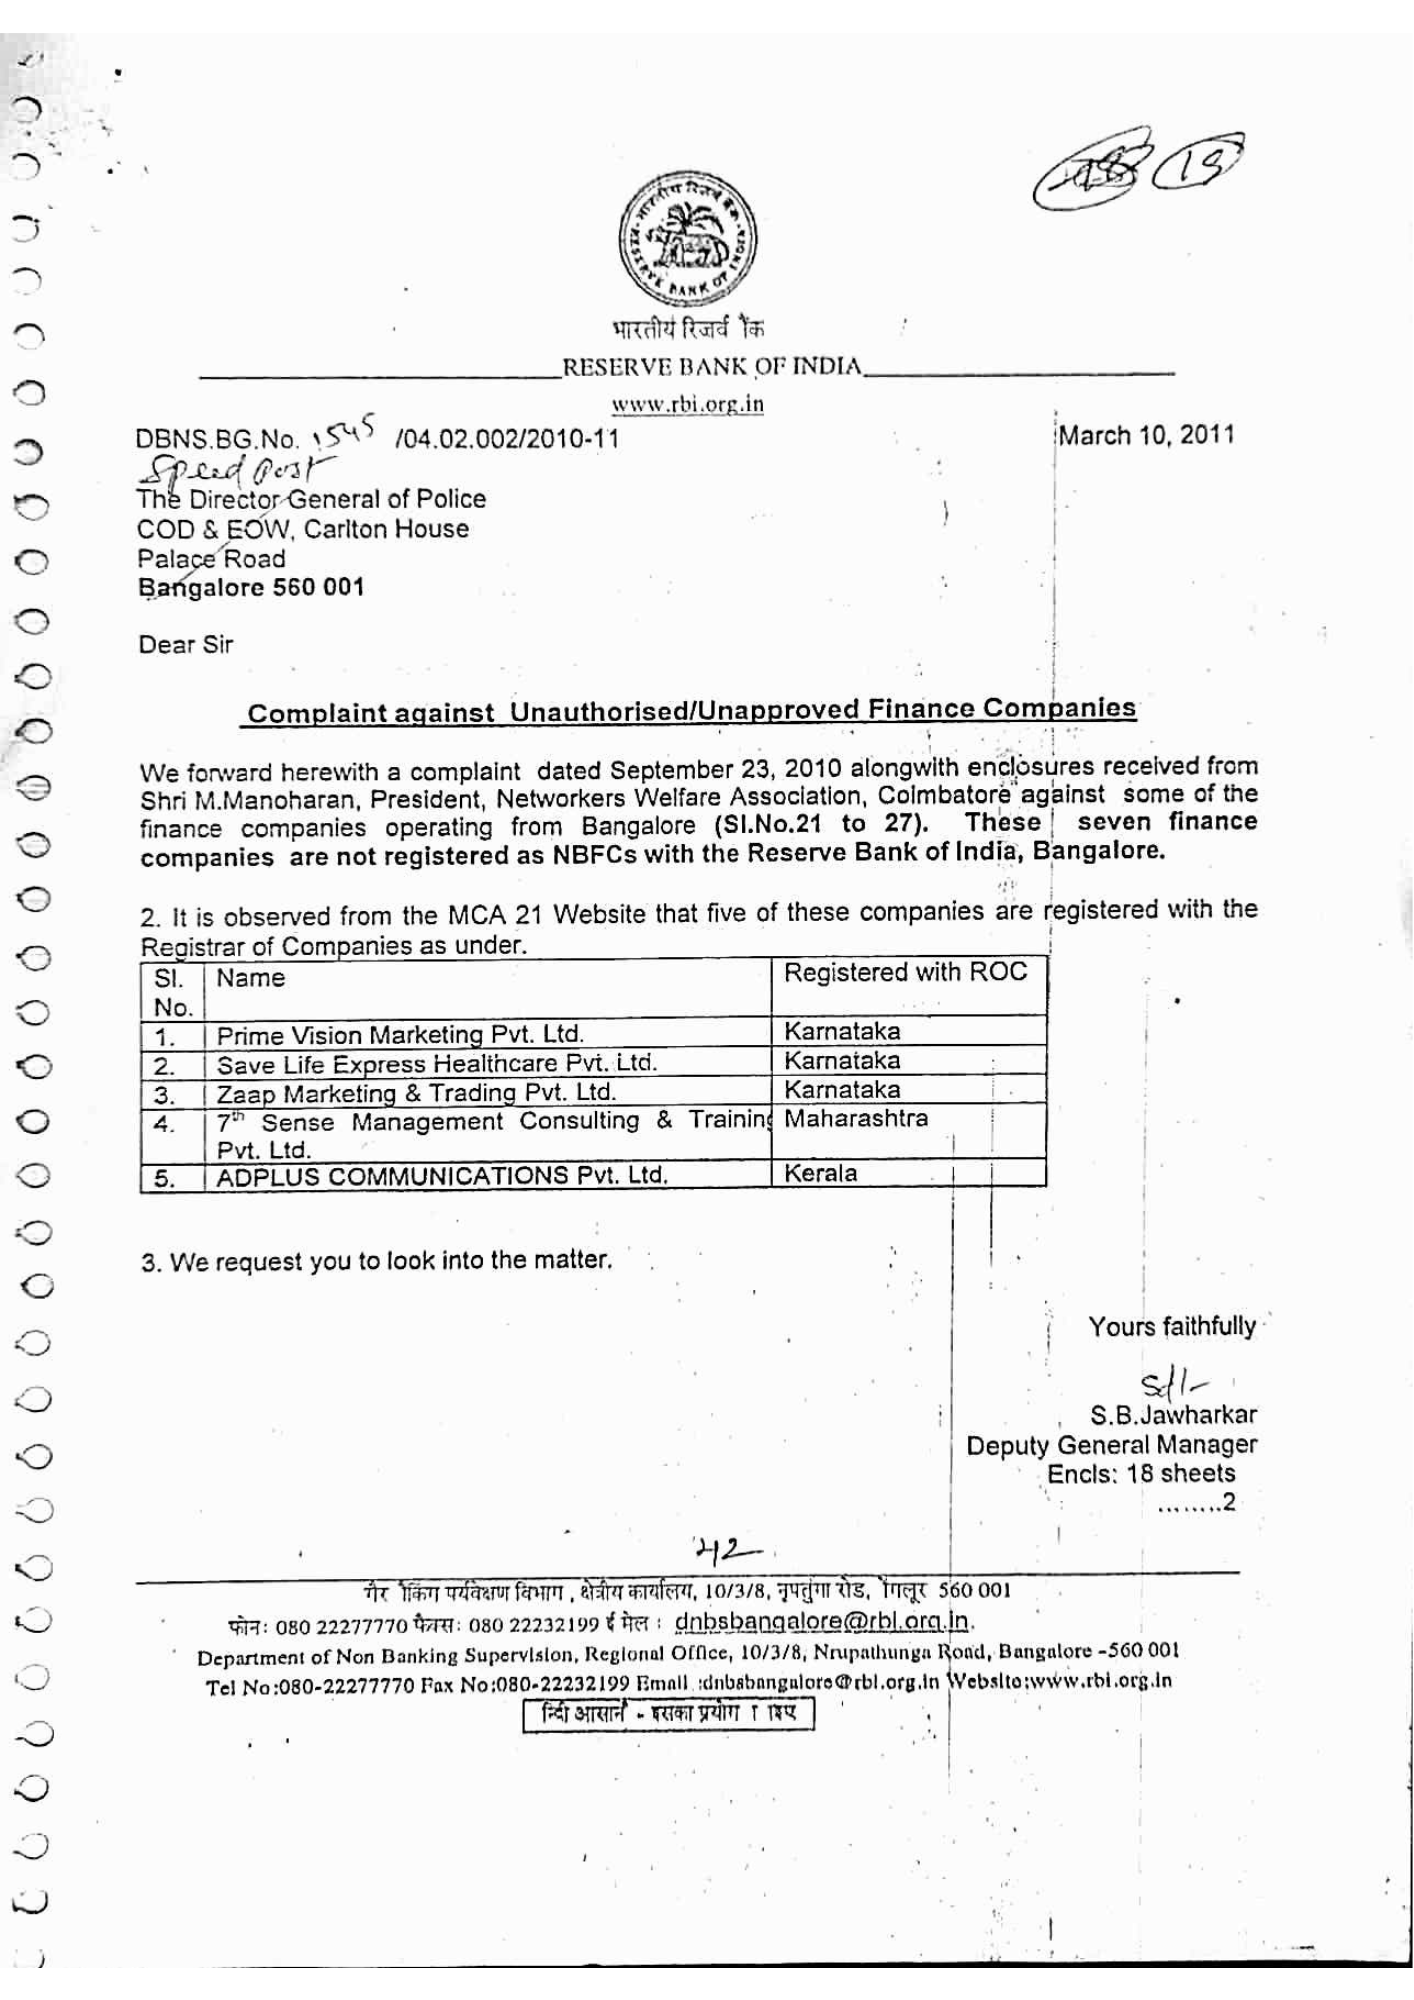 19
भारतीय रिजर्व बैंक
RESERVE BANK OF INDIA
भारतीय रिजर्व ैंक
RESERVE BANK OF INDIA
www.rbi.org.in
DBNS.BG.No. 1545 /04.02.002/2010-11
March 10, 2011
Speed Post
The Director General of Police
COD & EOW, Carlton House
Palace Road
Bangalore 560 001
Dear Sir
Complaint against Unauthorised/Unapproved Finance Companies
We forward herewith a complaint dated September 23, 2010 alongwith enclosures received from
Shri M.Manoharan, President, Networkers Welfare Association, Coimbatore against some of the
finance companies operating from Bangalore (Sl.No.21 to 27). These seven finance
companies are not registered as NBFCs with the Reserve Bank of India, Bangalore.
2. It is observed from the MCA 21 Website that five of these companies are registered with the
Registrar of Companies as under.
Sl. No. Name Registered with ROC
1. Prime Vision Marketing Pvt. Ltd. Karnataka
2. Save Life Express Healthcare Pvt. Ltd. Karnataka
3. Zaap Marketing & Trading Pvt. Ltd. Karnataka
4. 7th Sense Management Consulting & Training Maharashtra
Pvt. Ltd.
5. ADPLUS COMMUNICATIONS Pvt. Ltd. Kerala
3. We request you to look into the matter.
Yours faithfully
Sd/-
S.B.Jawharkar
Deputy General Manager
Encls: 18 sheets
........2
42
पर्यवेक्षण विभाग , क्षेत्रीय कार्यालय, 10/3/8, नृपतुंगा रोड, 560 001
फोन: 080 22277770 फैक्स: 080 22232199 ई मेल : dnbsbangalore@rbi.org.in.
Department of Non Banking Supervision, Regional Office, 10/3/8, Nrupathunga Road, Bangalore -560 001
Tel No:080-22277770 Fax No:080-22232199 Email :dnbsbangalore@rbi.org.in Website:www.rbi.org.in
आसान - इसका प्रयोग